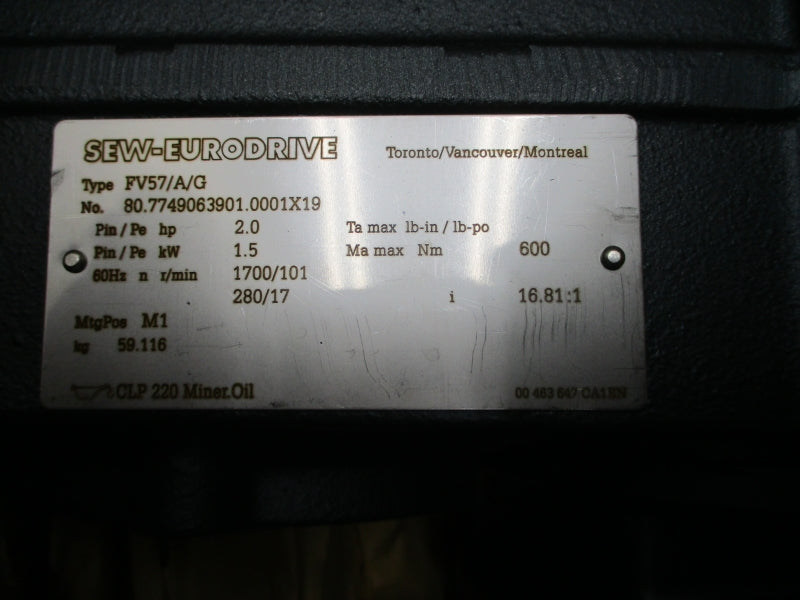 SEW-EURODRIVE Toronto/Vancouver/Montreal
Type FV57/A/G
No. 80.7749063901.0001X19
Pin/Pe hp 2.0 Ta max lb-in / lb-po
Pin/Pe kW 1.5 Ma max Nm 600
60Hz n r/min 1700/101
280/17 i 16.81:1
MtgPos M1
kg 59.116
CLP 220 Miner.Oil 00 463 647 CA1EN